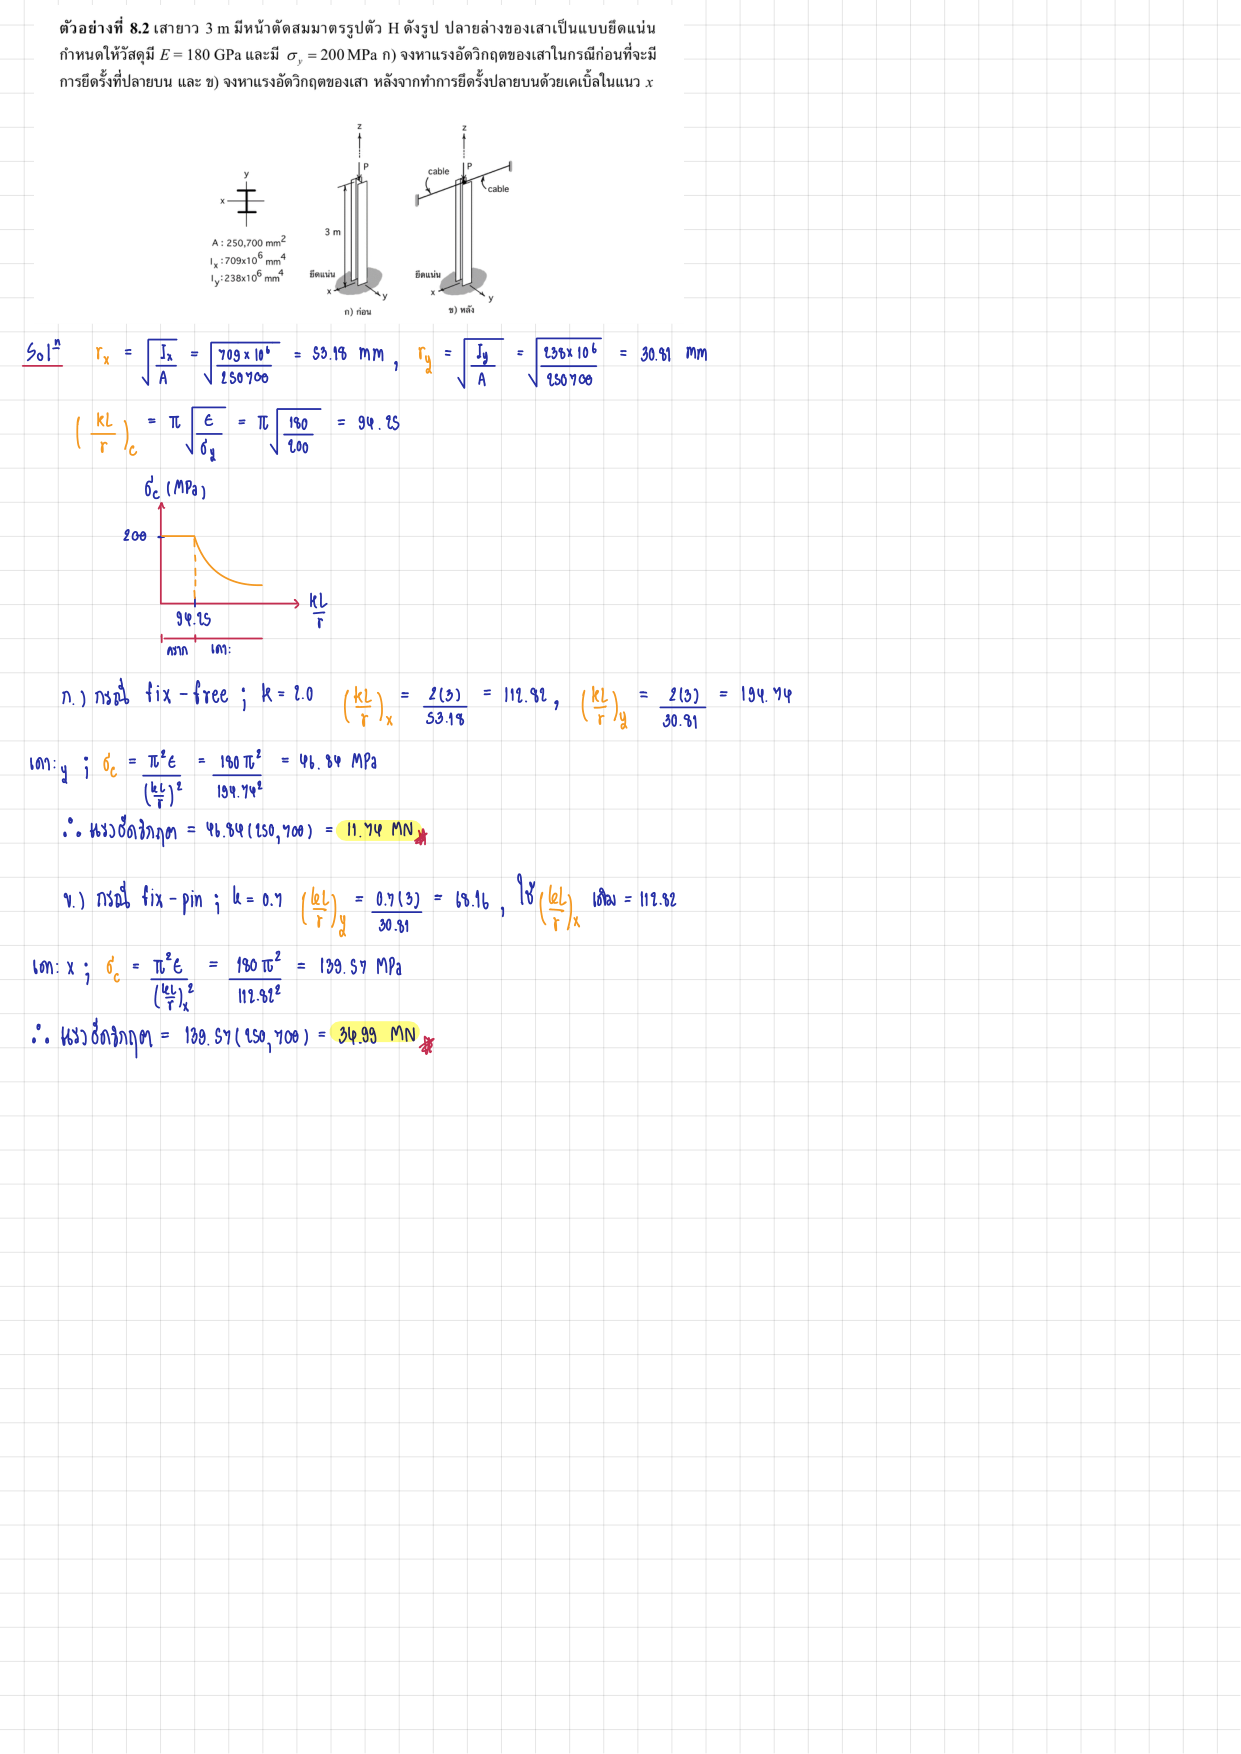 ตัวอย่างที่ 8.2 เสายาว 3 m มีหน้าตัดสมมาตรรูปตัว H ดังรูป ปลายล่างของเสาเป็นแบบยึดแน่น
กำหนดให้วัสดุมี E = 180 GPa และมี σy = 200 MPa ก) จงหาแรงอัดวิกฤตของเสาในกรณีก่อนที่จะมี
การยึดรั้งที่ปลายบน และ ข) จงหาแรงอัดวิกฤตของเสา หลังจากทำการยึดรั้งปลายบนด้วยเคเบิ้ลในแนว x
y
x
A : 250,700 mm2
Ix : 709x10^6 mm4
Iy : 238x10^6 mm4
z
P
3 m
ยึดแน่น
x
y
ก) ก่อน
z
P
cable
cable
ยึดแน่น
x
y
ข) หลัง
Solⁿ rx = √(Ix/A) = √(709 x 10^6/250700) = 53.18 mm , ry = √(Iy/A) = √(238 x 10^6/250700) = 30.81 mm
(kL/r)c = π√(E/σy) = π√(180/200) = 94.25
σc (MPa)
200
94.25
kL/r
คราก เดาะ
ก.) กรณี fix - free ; k = 2.0 (kL/r)x = 2(3)/53.18 = 112.82 , (kL/r)y = 2(3)/30.81 = 194.74
เดาะ y ; σc = π²E/(kL/r)² = 180π²/194.74² = 46.84 MPa
∴ แรงอัดวิกฤต = 46.84(250,700) = 11.74 MN
ข.) กรณี fix - pin ; k = 0.7 (kL/r)y = 0.7(3)/30.81 = 68.16 , ใช้ (kL/r)x เดิม = 112.82
เดาะ x ; σc = π²E/(kL/r)x² = 180π²/112.82² = 139.57 MPa
∴ แรงอัดวิกฤต = 139.57(250,700) = 34.99 MN